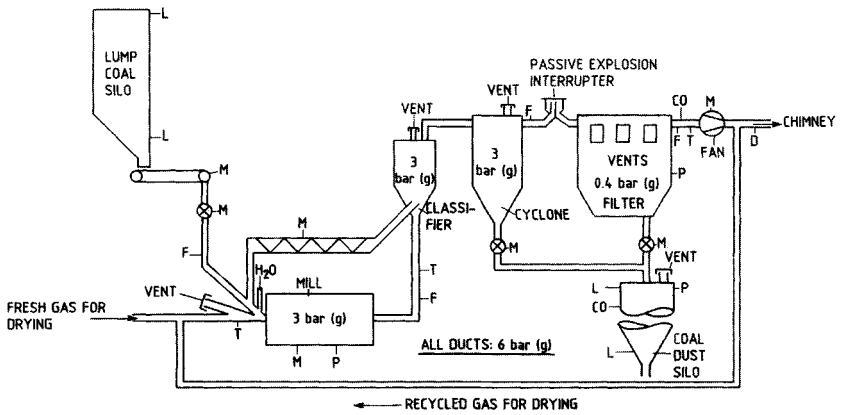 L
LUMP
COAL
SILO
L
M
M
F
PASSIVE EXPLOSION
INTERRUPTER
VENT
VENT
F
CO
M
CHIMNEY
F T
FAN
D
3
bar (g)
3
bar (g)
VENTS
0.4 bar (g)
FILTER
P
CLASSI-
FIER
CYCLONE
M
M
M
VENT
H2O
T
F
MILL
3 bar (g)
VENT
FRESH GAS FOR
DRYING
T
M P
ALL DUCTS: 6 bar (g)
L
P
CO
L
COAL
DUST
SILO
RECYCLED GAS FOR DRYING